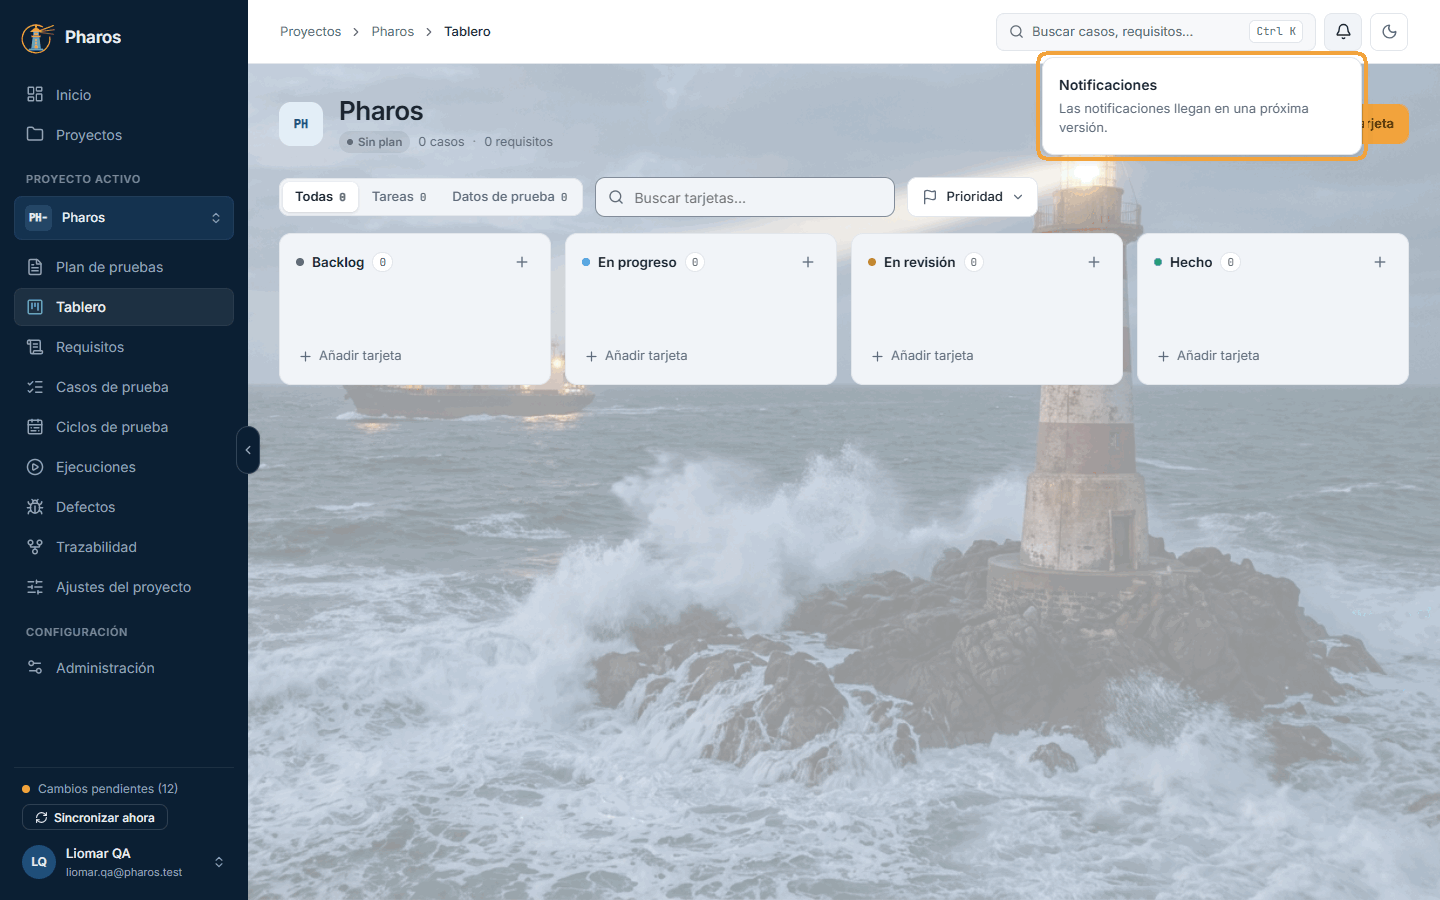 Pharos
Inicio
Proyectos
PROYECTO ACTIVO
PH-
Pharos
Plan de pruebas
Tablero
Requisitos
Casos de prueba
Ciclos de prueba
Ejecuciones
Defectos
Trazabilidad
Ajustes del proyecto
CONFIGURACIÓN
Administración
Cambios pendientes (12)
Sincronizar ahora
LQ
Liomar QA
liomar.qa@pharos.test
Proyectos > Pharos > Tablero
Buscar casos, requisitos... Ctrl K
Notificaciones
Las notificaciones llegan en una próxima
versión.
PH
Pharos
Sin plan 0 casos · 0 requisitos
Todas 0 Tareas 0 Datos de prueba 0
Buscar tarjetas...
Prioridad
Backlog 0
Añadir tarjeta
En progreso 0
Añadir tarjeta
En revisión 0
Añadir tarjeta
Hecho 0
Añadir tarjeta